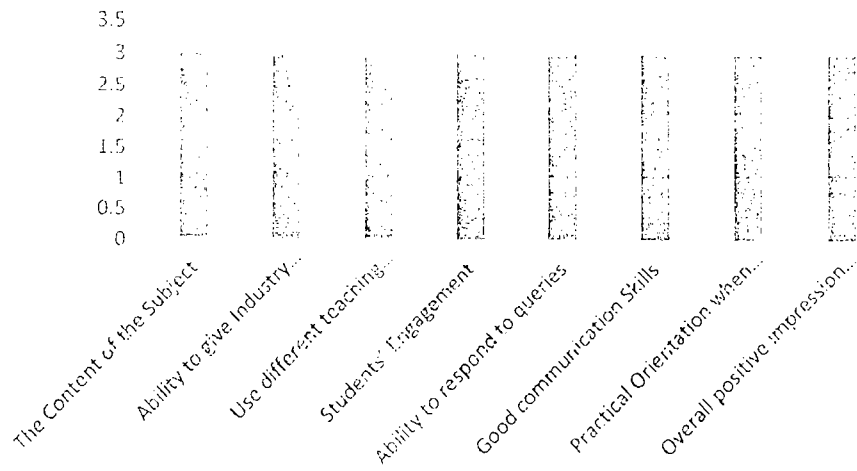 3.5
3
2.5
2
1.5
1
0.5
0
The Content of the Subject
Ability to give Industry...
Use different teaching...
Students' Engagement
Ability to respond to queries
Good communication Skills
Practical Orientation when...
Overall positive impression...